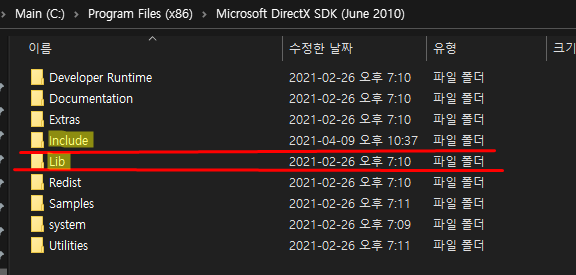 Main (C:) > Program Files (x86) > Microsoft DirectX SDK (June 2010)
이름 수정한 날짜 유형 크기
Developer Runtime 2021-02-26 오후 7:10 파일 폴더
Documentation 2021-02-26 오후 7:10 파일 폴더
Extras 2021-02-26 오후 7:10 파일 폴더
Include 2021-04-09 오후 10:37 파일 폴더
Lib 2021-02-26 오후 7:10 파일 폴더
Redist 2021-02-26 오후 7:10 파일 폴더
Samples 2021-02-26 오후 7:11 파일 폴더
system 2021-02-26 오후 7:09 파일 폴더
Utilities 2021-02-26 오후 7:11 파일 폴더